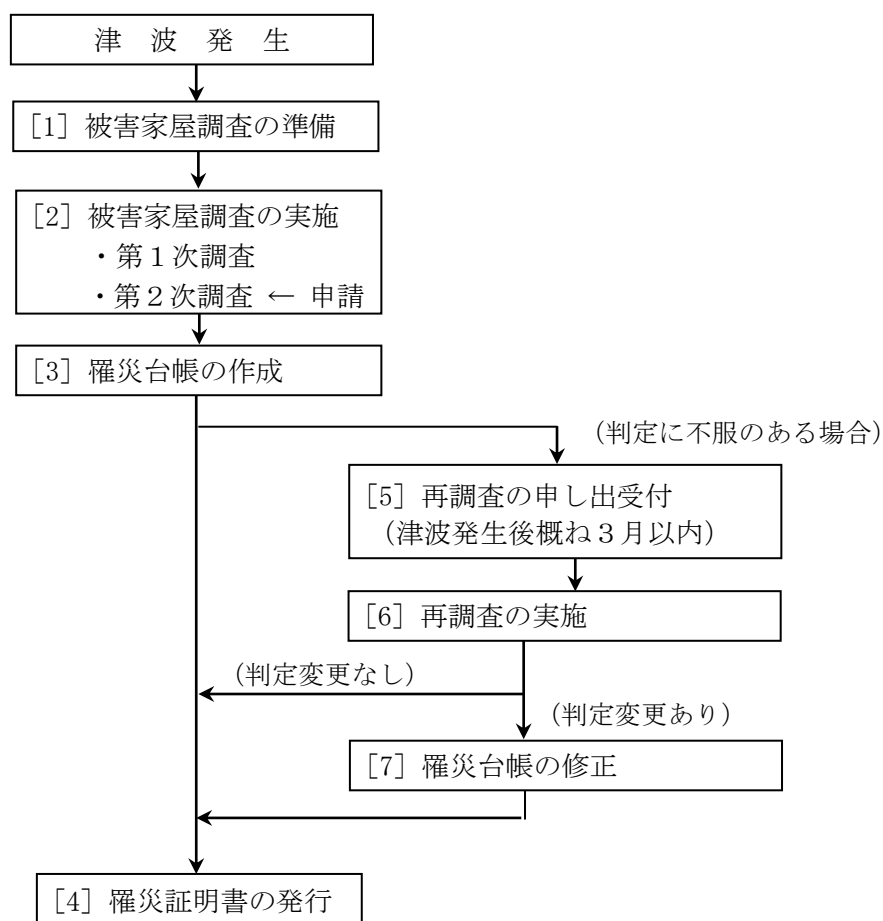 津 波 発 生
[1] 被害家屋調査の準備
[2] 被害家屋調査の実施
・第１次調査
・第２次調査 ← 申請
[3] 罹災台帳の作成
(判定に不服のある場合)
[5] 再調査の申し出受付
(津波発生後概ね３月以内)
[6] 再調査の実施
(判定変更なし)
(判定変更あり)
[7] 罹災台帳の修正
[4] 罹災証明書の発行